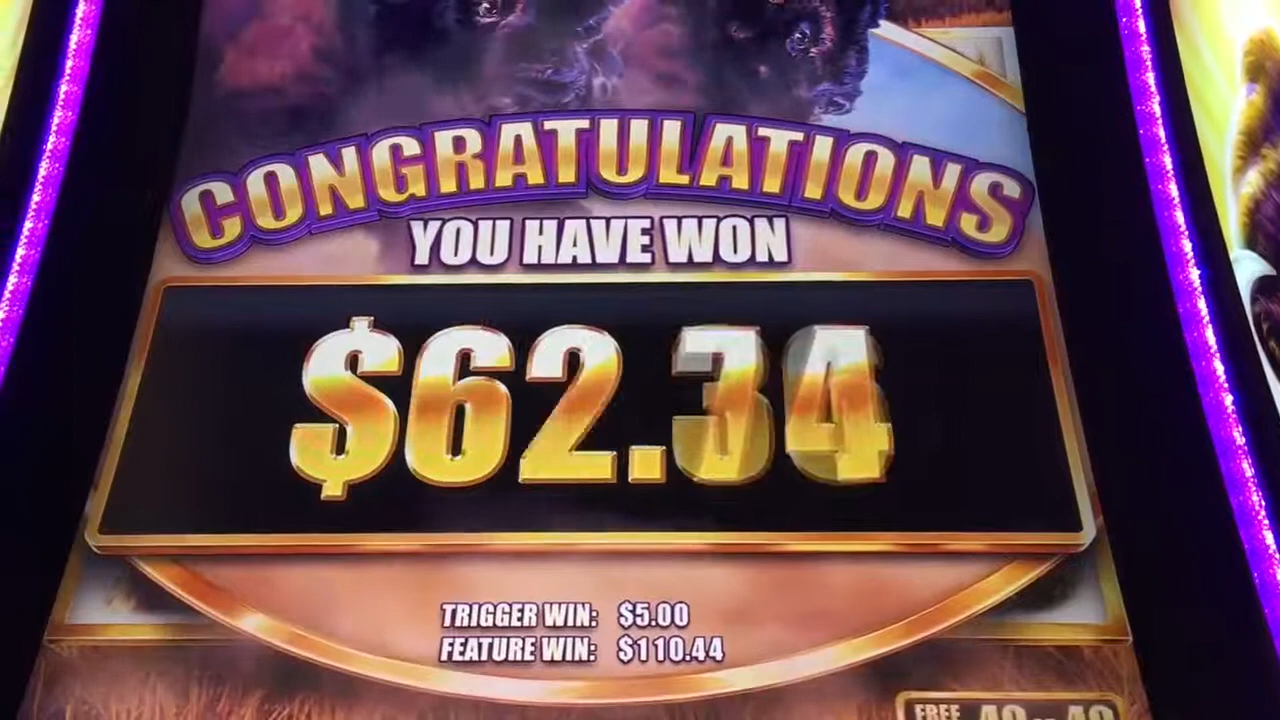 CONGRATULATIONS
YOU HAVE WON
$62.34
TRIGGER WIN: $5.00
FEATURE WIN: $110.44
FREE